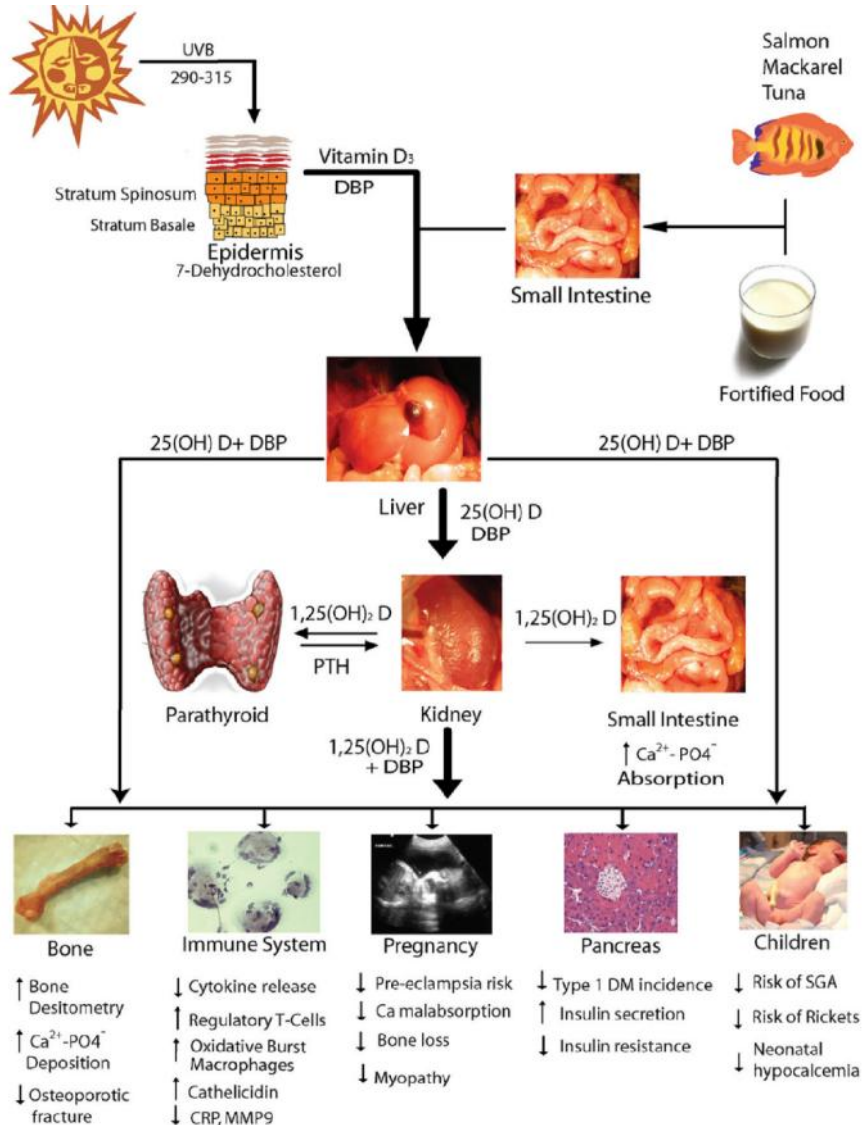 UVB
290-315
Salmon
Mackarel
Tuna
Vitamin D₃
DBP
Stratum Spinosum
Stratum Basale
Epidermis
7-Dehydrocholesterol
Small Intestine
Fortified Food
25(OH) D+ DBP
25(OH) D+ DBP
Liver
25(OH) D
DBP
1,25(OH)₂ D
PTH
1,25(OH)₂ D
Parathyroid
Kidney
Small Intestine
↑ Ca²⁺- PO4⁻
Absorption
1,25(OH)₂ D
+ DBP
Bone
↑ Bone
Desitometry
↑ Ca²⁺-PO4⁻
Deposition
↓ Osteoporotic
fracture
Immune System
↓ Cytokine release
↑ Regulatory T-Cells
↑ Oxidative Burst
Macrophages
↑ Cathelicidin
↓ CRP, MMP9
Pregnancy
↓ Pre-eclampsia risk
↓ Ca malabsorption
↓ Bone loss
↓ Myopathy
Pancreas
↓ Type 1 DM incidence
↑ Insulin secretion
↓ Insulin resistance
Children
↓ Risk of SGA
↓ Risk of Rickets
↓ Neonatal
hypocalcemia